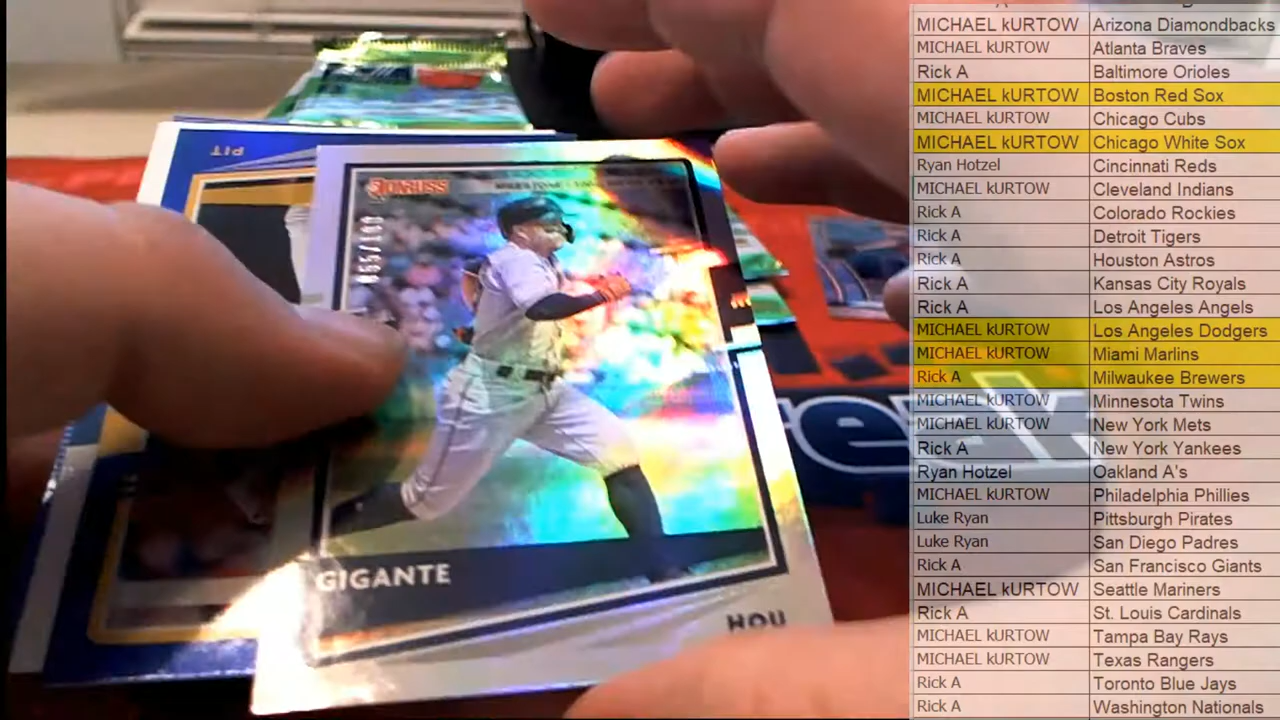 PIT
DONRUSS
GIGANTE
HOU
MICHAEL kURTOW Arizona Diamondbacks
MICHAEL kURTOW Atlanta Braves
Rick A Baltimore Orioles
MICHAEL kURTOW Boston Red Sox
MICHAEL kURTOW Chicago Cubs
MICHAEL kURTOW Chicago White Sox
Ryan Hotzel Cincinnati Reds
MICHAEL kURTOW Cleveland Indians
Rick A Colorado Rockies
Rick A Detroit Tigers
Rick A Houston Astros
Rick A Kansas City Royals
Rick A Los Angeles Angels
MICHAEL kURTOW Los Angeles Dodgers
MICHAEL kURTOW Miami Marlins
Rick A Milwaukee Brewers
MICHAEL kURTOW Minnesota Twins
MICHAEL kURTOW New York Mets
Rick A New York Yankees
Ryan Hotzel Oakland A's
MICHAEL kURTOW Philadelphia Phillies
Luke Ryan Pittsburgh Pirates
Luke Ryan San Diego Padres
Rick A San Francisco Giants
MICHAEL kURTOW Seattle Mariners
Rick A St. Louis Cardinals
MICHAEL kURTOW Tampa Bay Rays
MICHAEL kURTOW Texas Rangers
Rick A Toronto Blue Jays
Rick A Washington Nationals